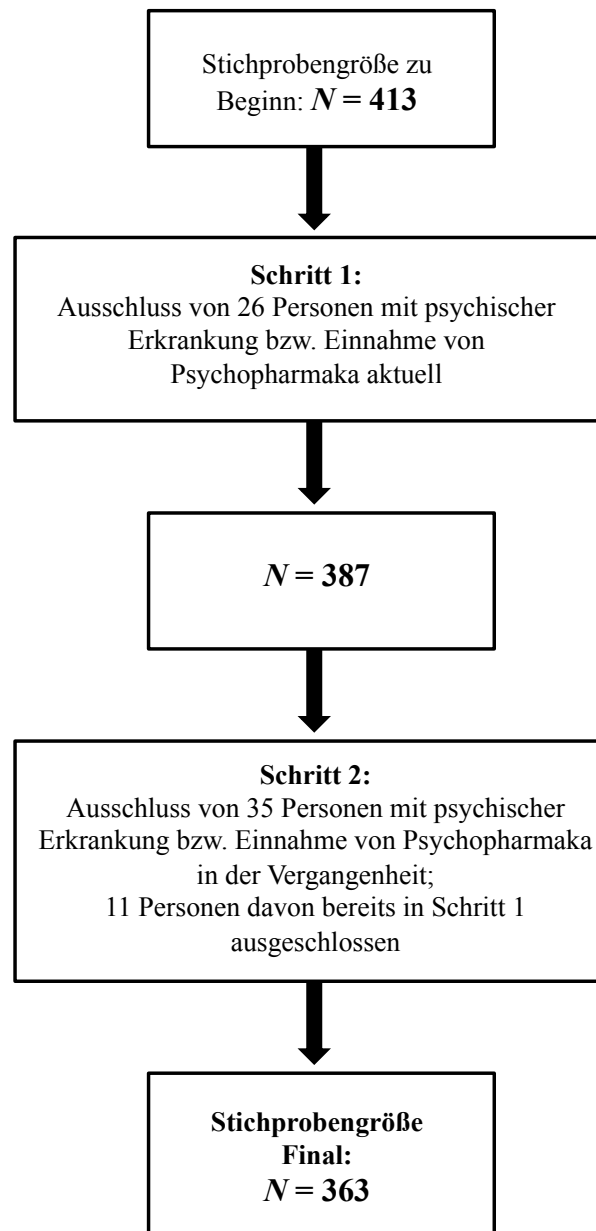 Stichprobengröße zu
Beginn: N = 413
Schritt 1:
Ausschluss von 26 Personen mit psychischer
Erkrankung bzw. Einnahme von
Psychopharmaka aktuell
N = 387
Schritt 2:
Ausschluss von 35 Personen mit psychischer
Erkrankung bzw. Einnahme von Psychopharmaka
in der Vergangenheit;
11 Personen davon bereits in Schritt 1
ausgeschlossen
Stichprobengröße
Final:
N = 363